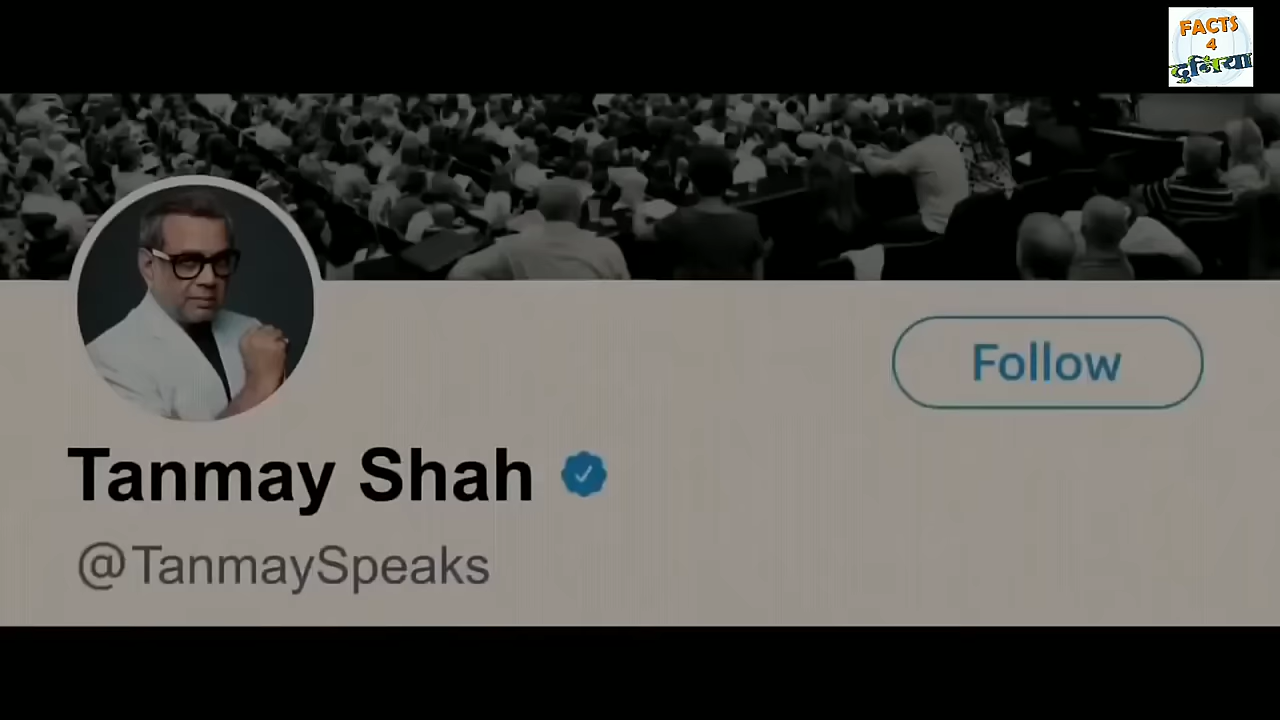 FACTS
4
दुनिया
Follow
Tanmay Shah
@TanmaySpeaks